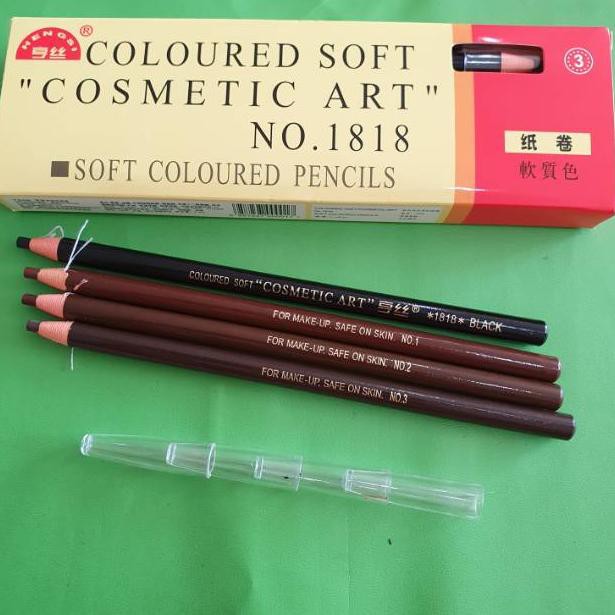 HENGSI
亨丝
®
COLOURED SOFT
"COSMETIC ART"
NO.1818
■SOFT COLOURED PENCILS
3
纸卷
軟質色
COLOURED SOFT "COSMETIC ART" 亨丝® *1818* BLACK
FOR MAKE-UP. SAFE ON SKIN. NO.1
FOR MAKE-UP. SAFE ON SKIN. NO.2
FOR MAKE-UP. SAFE ON SKIN. NO.3